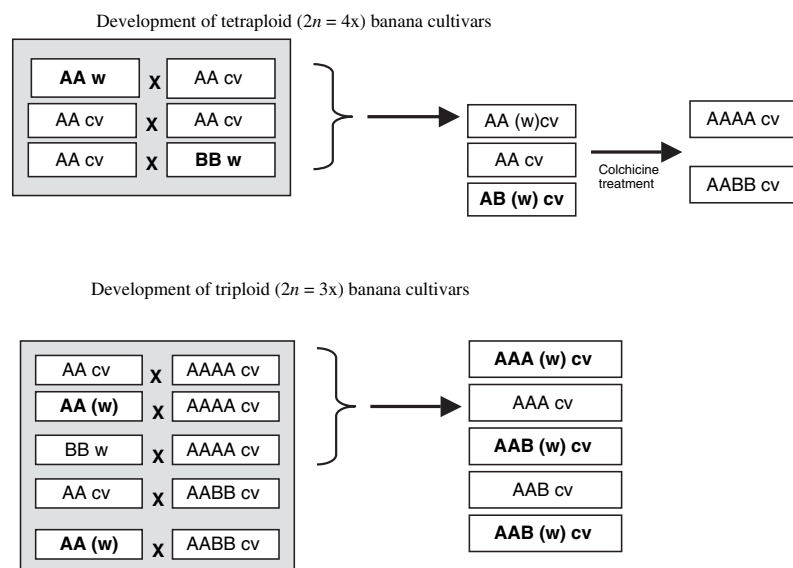 Development of tetraploid (2n = 4x) banana cultivars
AA w X AA cv
AA cv X AA cv
AA cv X BB w
AA (w)cv
AA cv
AB (w) cv
Colchicine
treatment
AAAA cv
AABB cv
Development of triploid (2n = 3x) banana cultivars
AA cv X AAAA cv
AA (w) X AAAA cv
BB w X AAAA cv
AA cv X AABB cv
AA (w) X AABB cv
AAA (w) cv
AAA cv
AAB (w) cv
AAB cv
AAB (w) cv